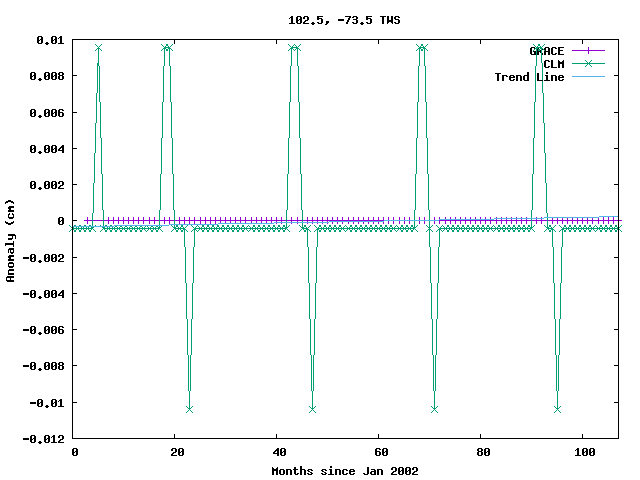 102.5, -73.5 TWS
GRACE
CLM
Trend Line
0.01
0.008
0.006
0.004
0.002
0
-0.002
-0.004
-0.006
-0.008
-0.01
-0.012
Anomaly (cm)
0 20 40 60 80 100
Months since Jan 2002